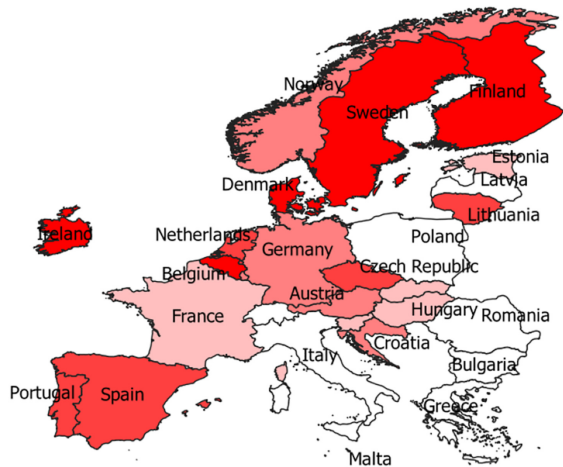 Norway
Sweden
Finland
Estonia
Latvia
Denmark
Lithuania
Ireland
Netherlands
Poland
Germany
Belgium
Czech Republic
Austria
Hungary
France
Romania
Croatia
Italy
Bulgaria
Portugal
Spain
Greece
Malta